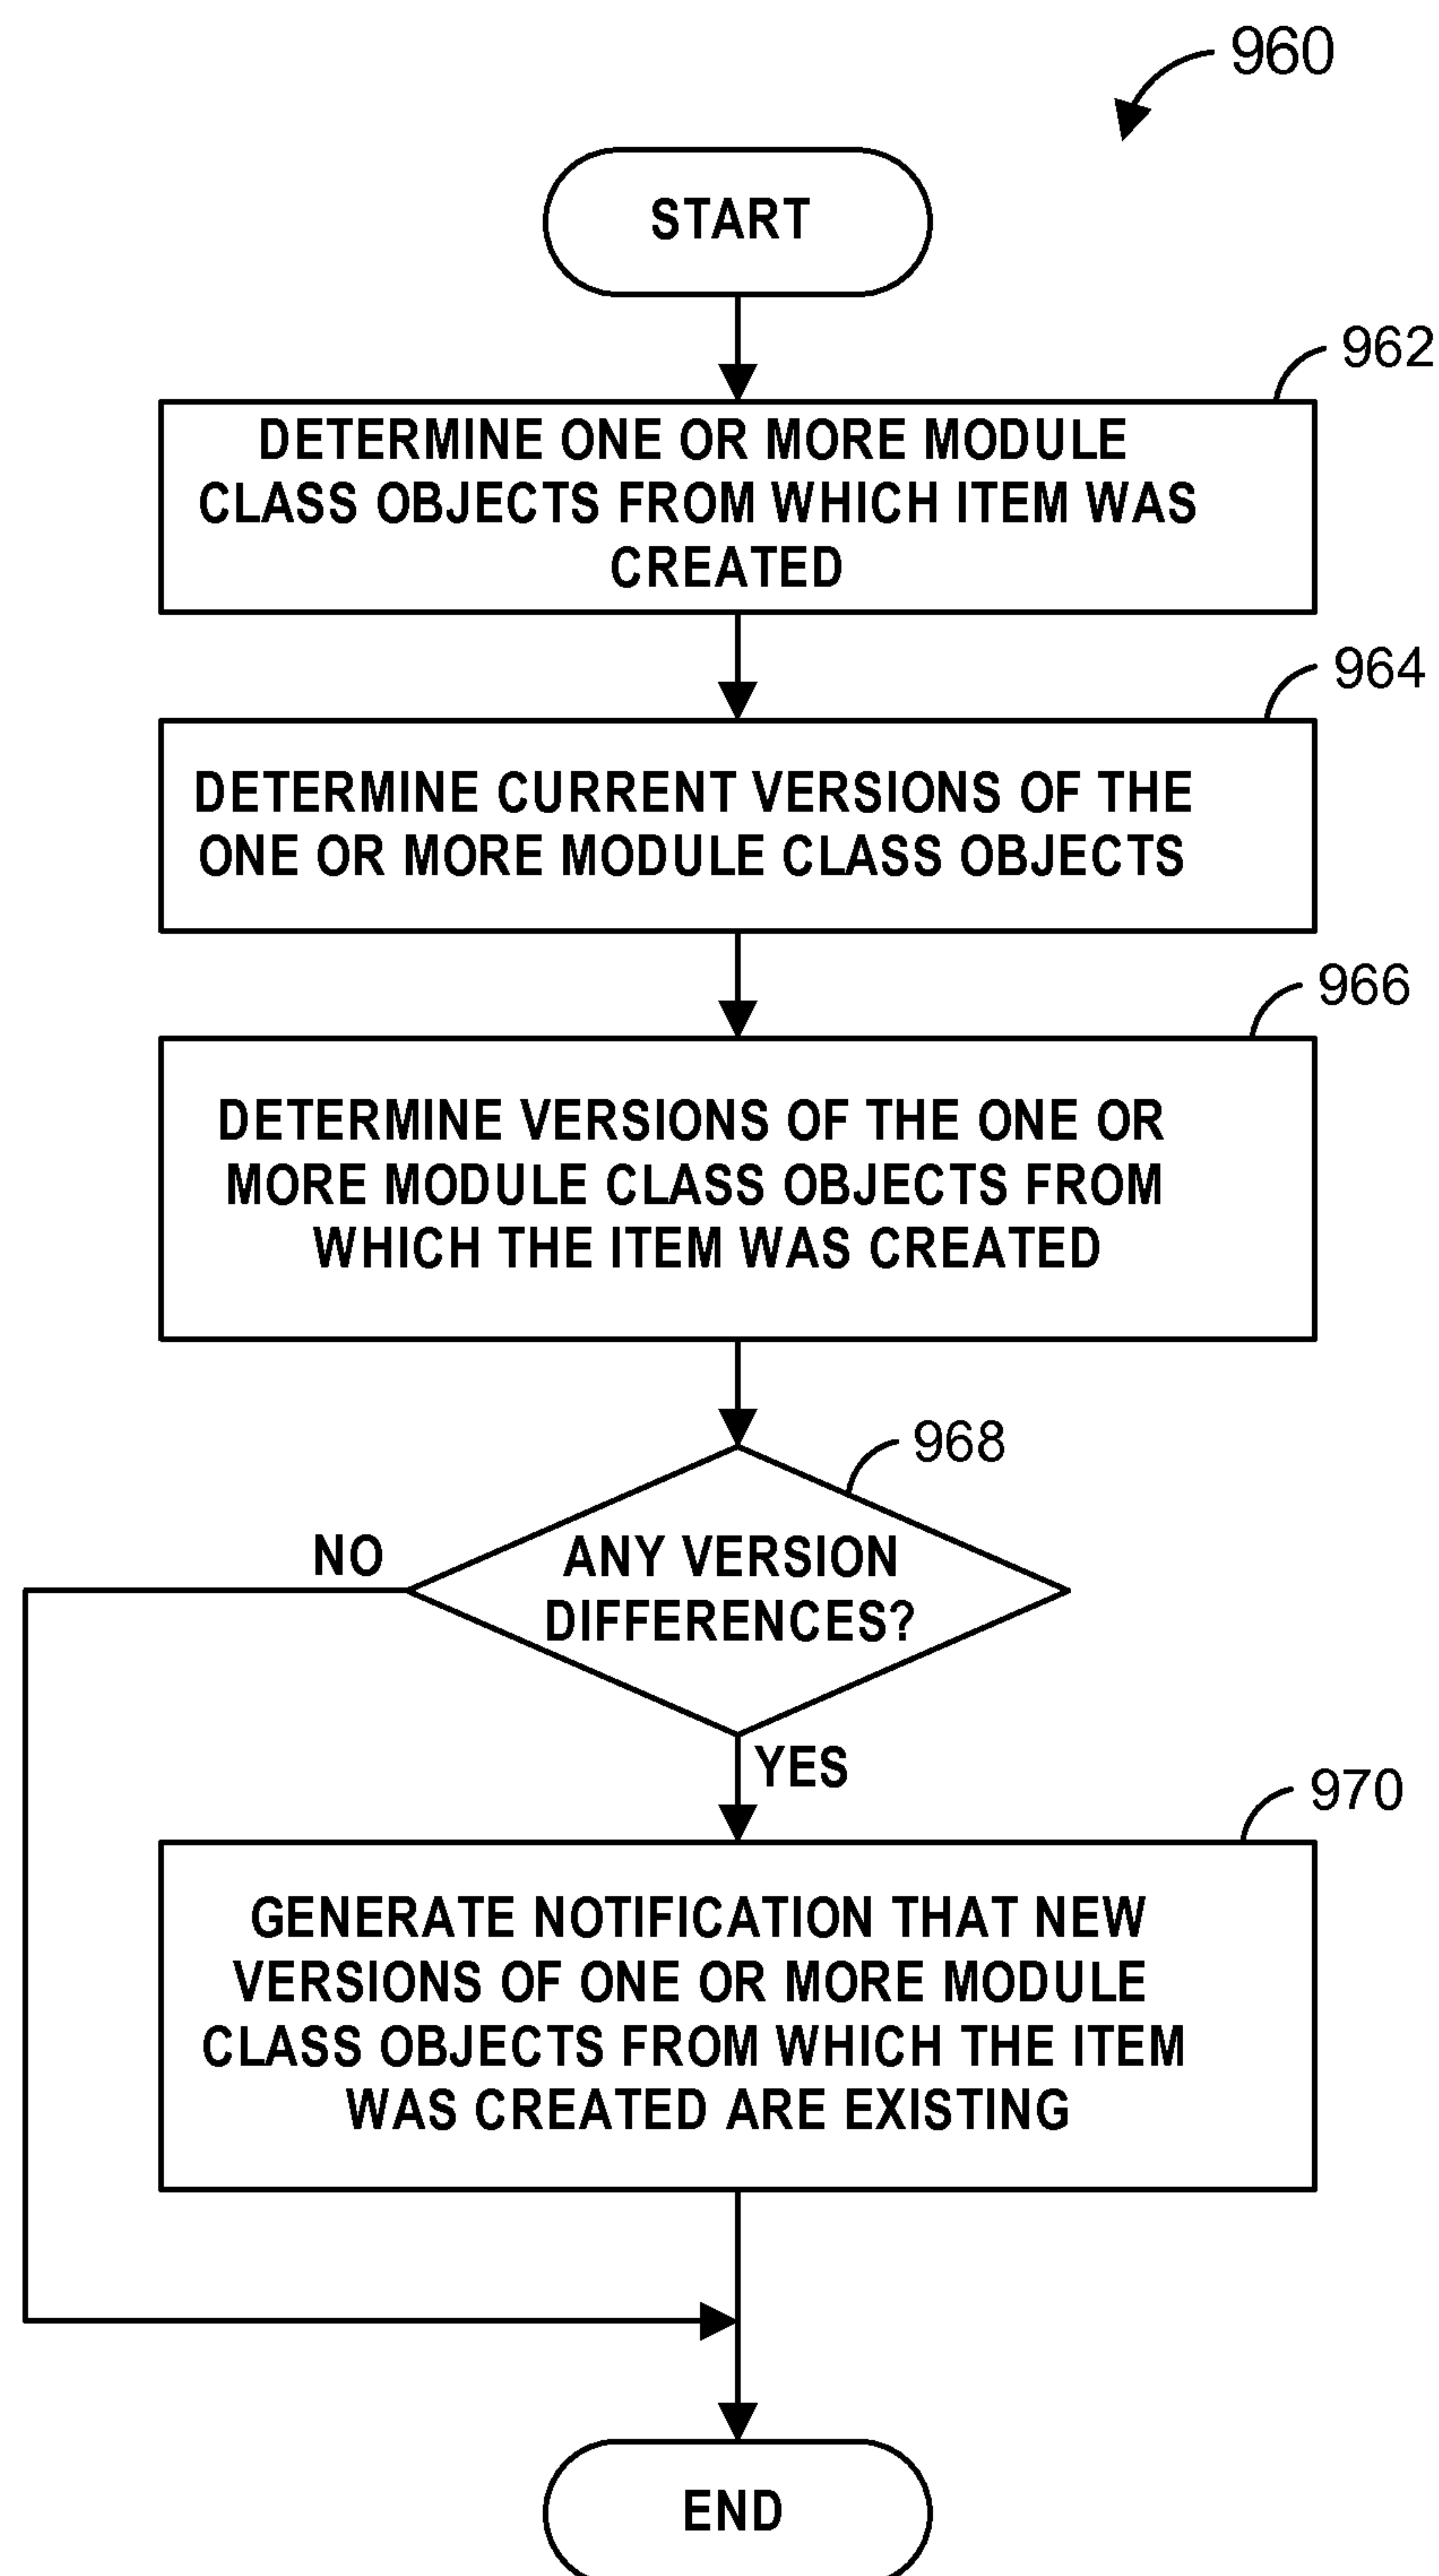 960
START
962
DETERMINE ONE OR MORE MODULE
CLASS OBJECTS FROM WHICH ITEM WAS
CREATED
964
DETERMINE CURRENT VERSIONS OF THE
ONE OR MORE MODULE CLASS OBJECTS
966
DETERMINE VERSIONS OF THE ONE OR
MORE MODULE CLASS OBJECTS FROM
WHICH THE ITEM WAS CREATED
968
NO
ANY VERSION
DIFFERENCES?
YES
970
GENERATE NOTIFICATION THAT NEW
VERSIONS OF ONE OR MORE MODULE
CLASS OBJECTS FROM WHICH THE ITEM
WAS CREATED ARE EXISTING
END